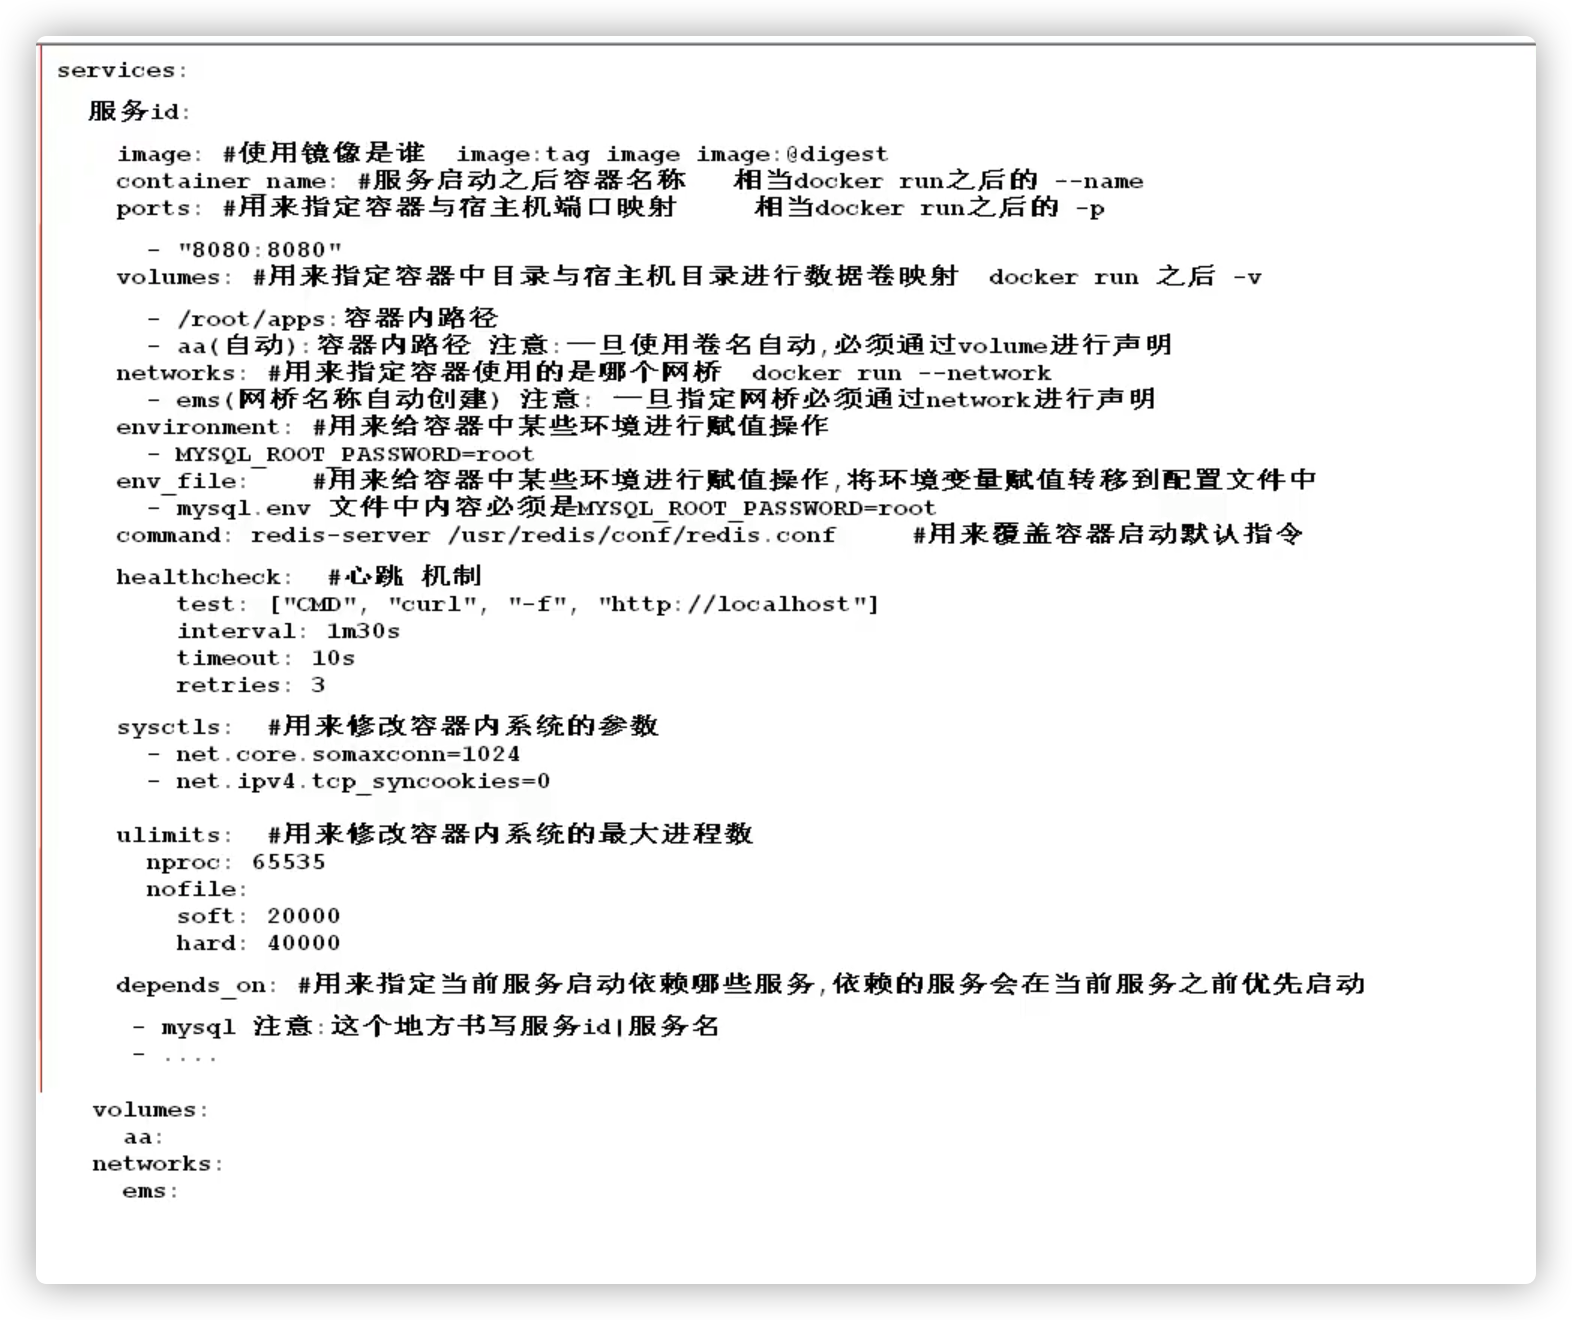 services:
服务id:
image: #使用镜像是谁 image:tag image image:@digest
container_name: #服务启动之后容器名称 相当docker run之后的 --name
ports: #用来指定容器与宿主机端口映射 相当docker run之后的 -p
- "8080:8080"
volumes: #用来指定容器中目录与宿主机目录进行数据卷映射 docker run 之后 -v
- /root/apps:容器内路径
- aa(自动):容器内路径 注意:一旦使用卷名自动,必须通过volume进行声明
networks: #用来指定容器使用的是哪个网桥 docker run --network
- ems(网桥名称自动创建) 注意: 一旦指定网桥必须通过network进行声明
environment: #用来给容器中某些环境进行赋值操作
- MYSQL_ROOT_PASSWORD=root
env_file: #用来给容器中某些环境进行赋值操作,将环境变量赋值转移到配置文件中
- mysql.env 文件中内容必须是MYSQL_ROOT_PASSWORD=root
command: redis-server /usr/redis/conf/redis.conf #用来覆盖容器启动默认指令
healthcheck: #心跳 机制
test: ["CMD", "curl", "-f", "http://localhost"]
interval: 1m30s
timeout: 10s
retries: 3
sysctls: #用来修改容器内系统的参数
- net.core.somaxconn=1024
- net.ipv4.tcp_syncookies=0
ulimits: #用来修改容器内系统的最大进程数
nproc: 65535
nofile:
soft: 20000
hard: 40000
depends_on: #用来指定当前服务启动依赖哪些服务,依赖的服务会在当前服务之前优先启动
- mysql 注意:这个地方书写服务id|服务名
- ....
volumes:
aa:
networks:
ems: